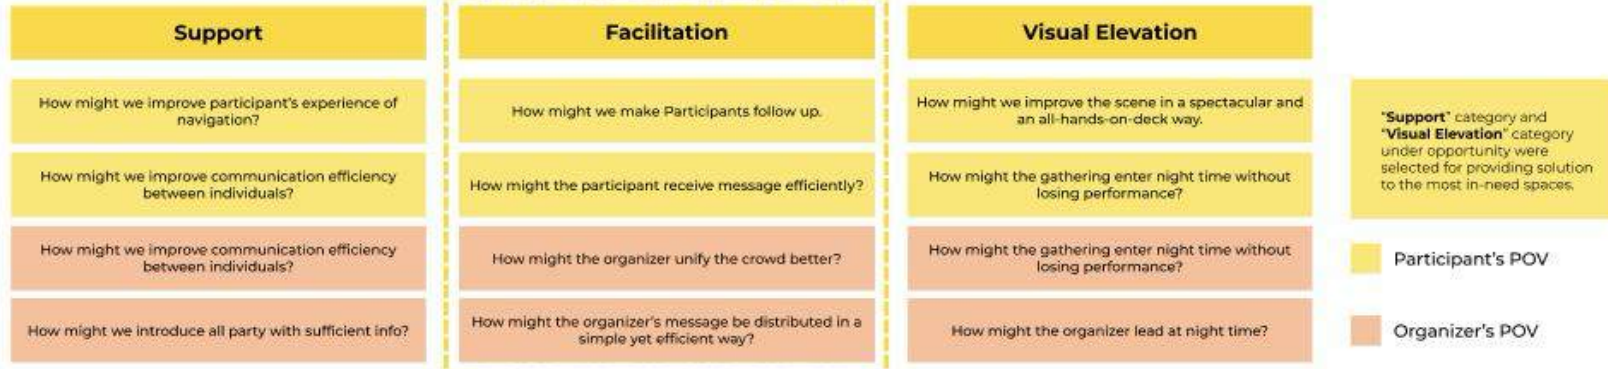 Support
How might we improve participant's experience of
navigation?
How might we improve communication efficiency
between individuals?
How might we improve communication efficiency
between individuals?
How might we introduce all party with sufficient info?
Facilitation
How might we make Participants follow up.
How might the participant receive message efficiently?
How might the organizer unify the crowd better?
How might the organizer's message be distributed in a
simple yet efficient way?
Visual Elevation
How might we improve the scene in a spectacular and
an all-hands-on-deck way.
How might the gathering enter night time without
losing performance?
How might the gathering enter night time without
losing performance?
How might the organizer lead at night time?
"Support" category and
"Visual Elevation" category
under opportunity were
selected for providing solution
to the most in-need spaces.
Participant's POV
Organizer's POV